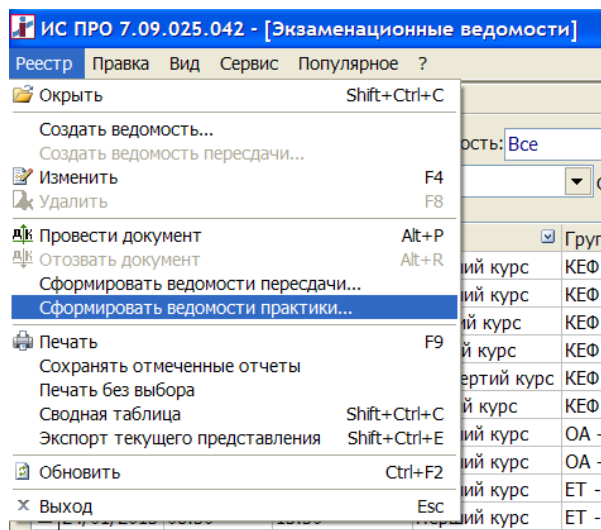 ИС ПРО 7.09.025.042 - [Экзаменационные ведомости]
Реестр Правка Вид Сервис Популярное ?
Окрыть Shift+Ctrl+C
Создать ведомость...
ость: Все
Создать ведомость пересдачи...
Изменить F4
Удалить F8
Провести документ Alt+P
Груп
Отозвать документ Alt+R
ий курс КЕФ
Сформировать ведомости пересдачи...
ий курс КЕФ
Сформировать ведомости практики...
ий курс КЕФ
Печать F9
й курс КЕФ
Сохранять отмеченные отчеты
ертий курс КЕФ
Печать без выбора
Сводная таблица Shift+Ctrl+C
й курс КЕФ
Экспорт текущего представления Shift+Ctrl+E
ий курс ОА -
ий курс ОА -
Обновить Ctrl+F2
ий курс ЕТ -
Выход Esc
ий курс ЕТ -